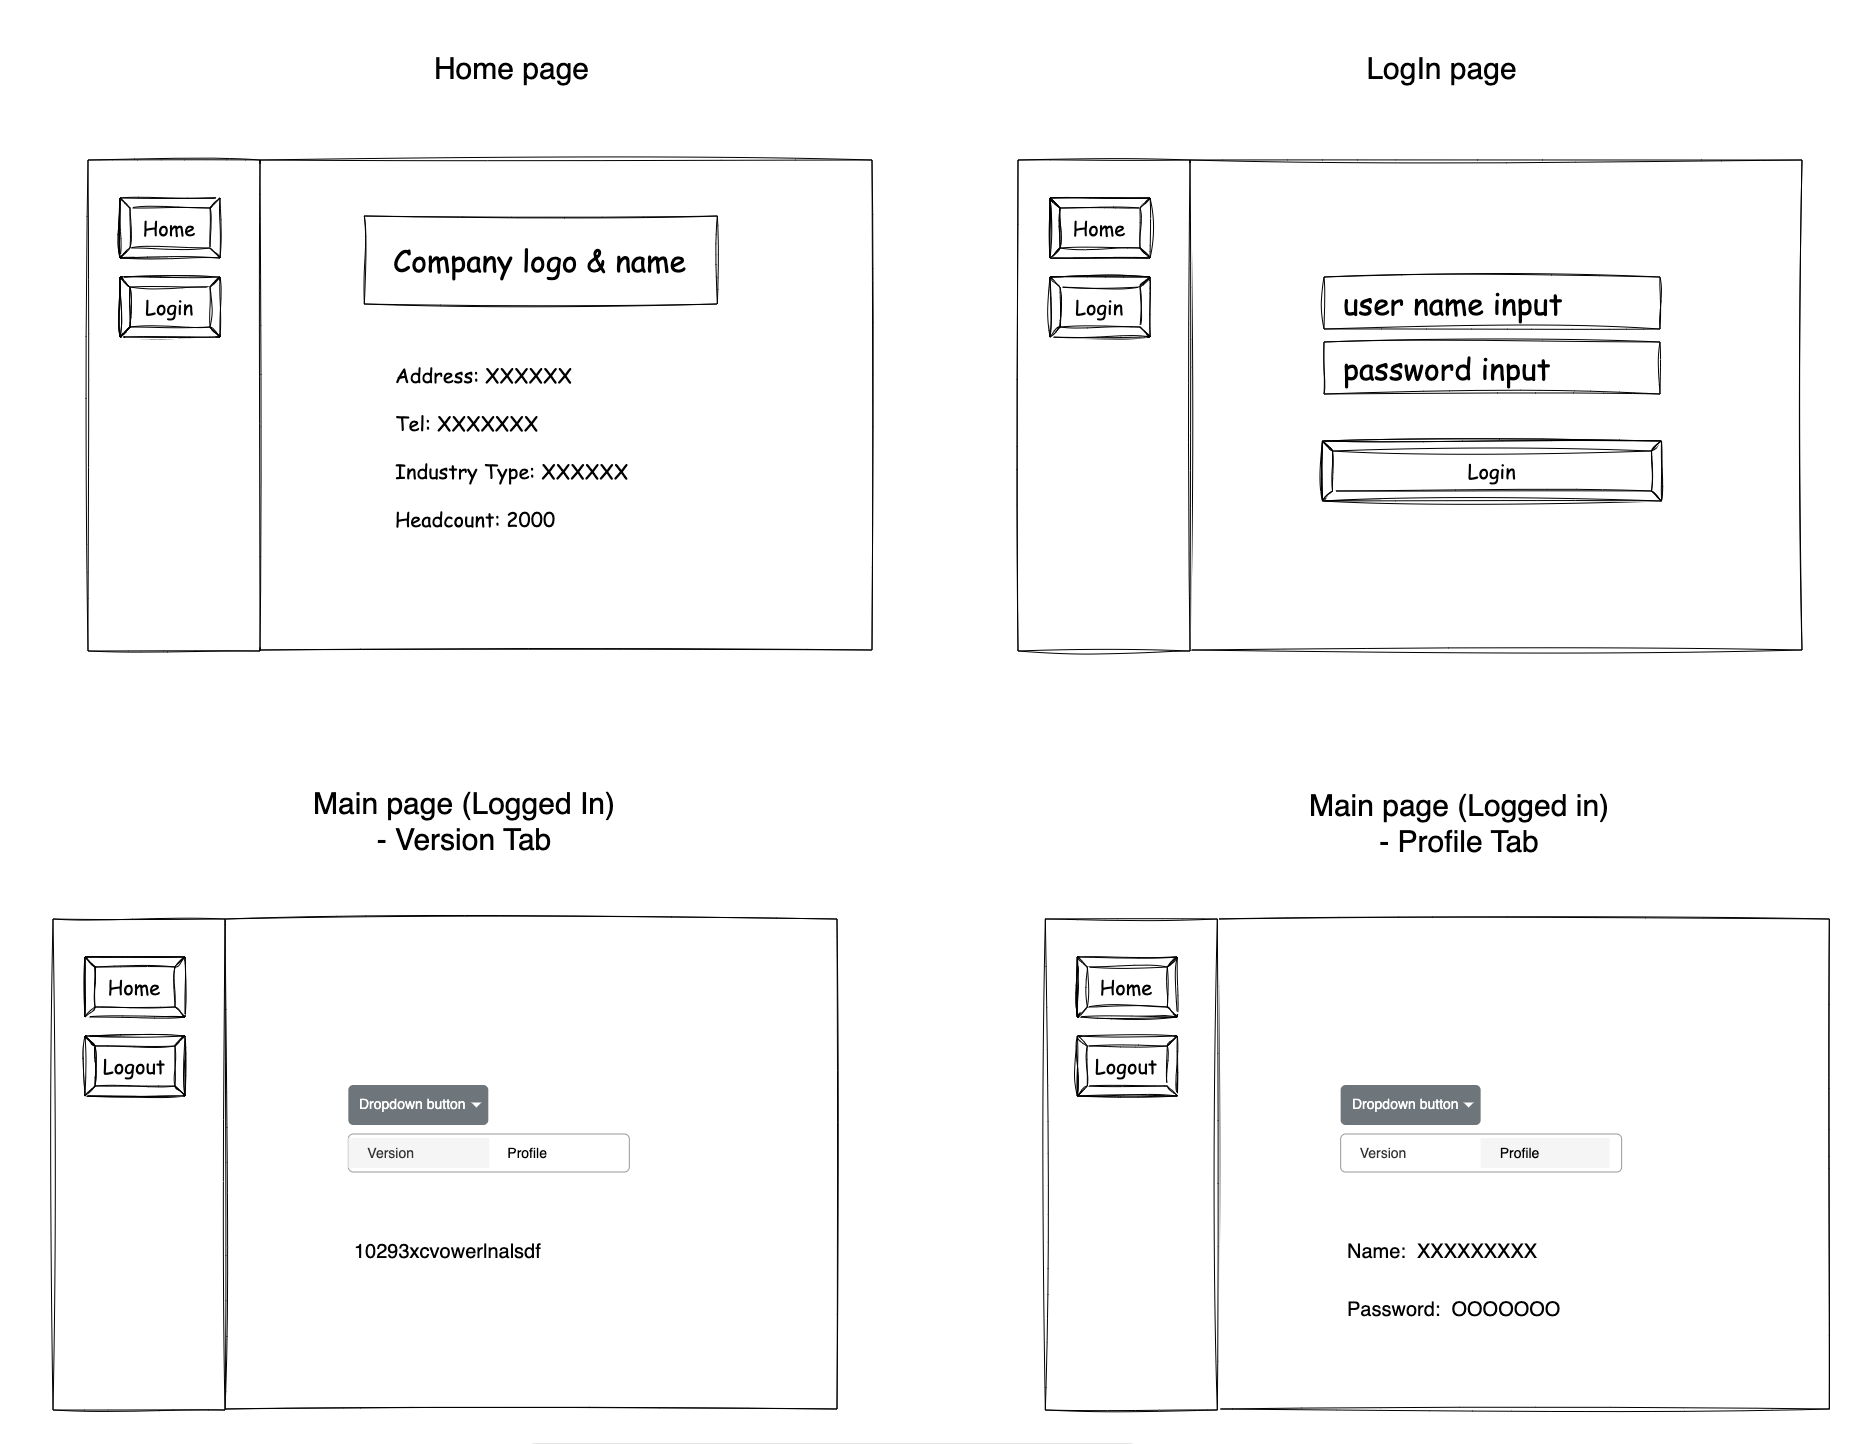 Home page
Home
Login
Company logo & name
Address: XXXXXX
Tel: XXXXXXX
Industry Type: XXXXXX
Headcount: 2000
LogIn page
Home
Login
user name input
password input
Login
Main page (Logged In)
- Version Tab
Home
Logout
Dropdown button
Version Profile
10293xcvowerlnalsdf
Main page (Logged in)
- Profile Tab
Home
Logout
Dropdown button
Version Profile
Name: XXXXXXXXX
Password: OOOOOOO